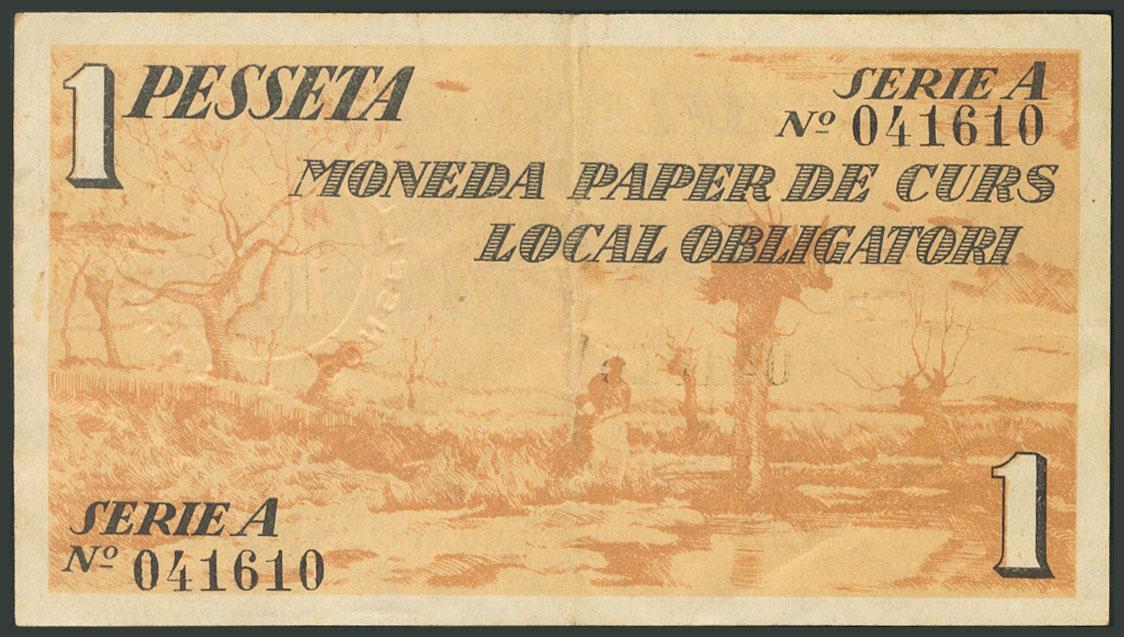 1 PESSETA
SERIE A
Nº 041610
MONEDA PAPER DE CURS
LOCAL OBLIGATORI
SERIE A
Nº 041610
1